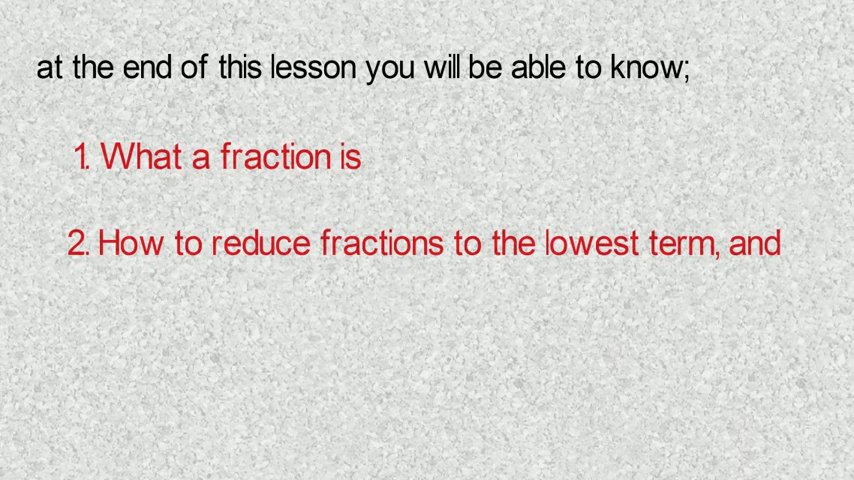 at the end of this lesson you will be able to know;
1. What a fraction is
2. How to reduce fractions to the lowest term, and